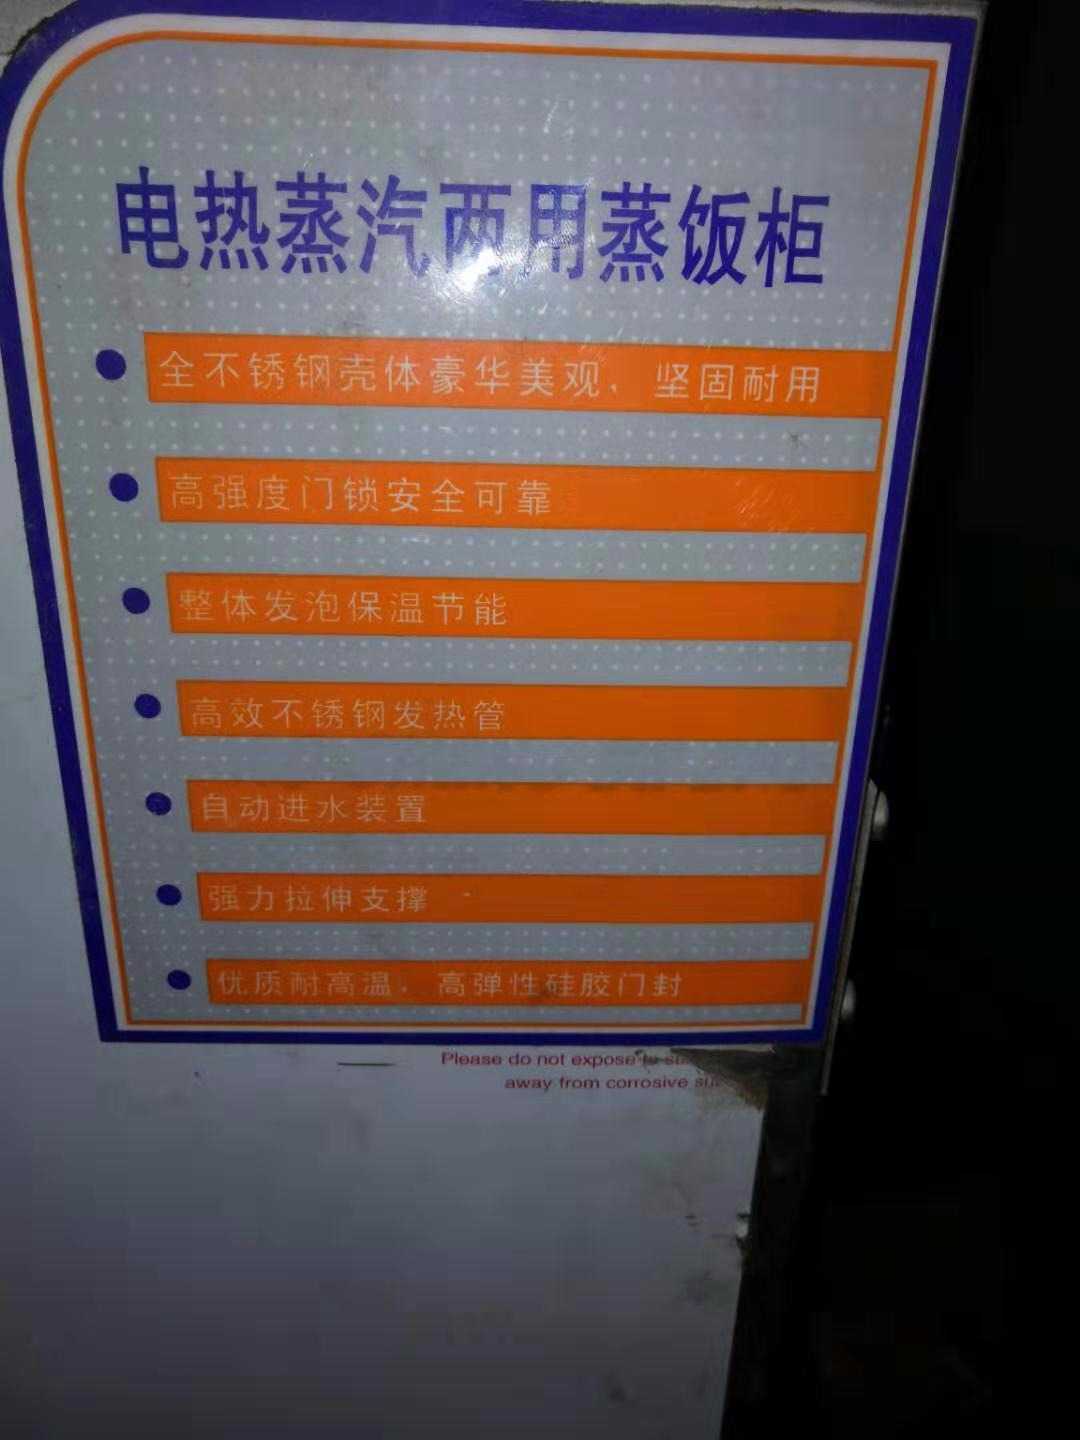 电热蒸汽两用蒸饭柜
全不锈钢壳体豪华美观，坚固耐用
高强度门锁安全可靠
整体发泡保温节能
高效不锈钢发热管
自动进水装置
强力拉伸支撑
优质耐高温，高弹性硅胶门封
Please do not expose to
away from corrosive